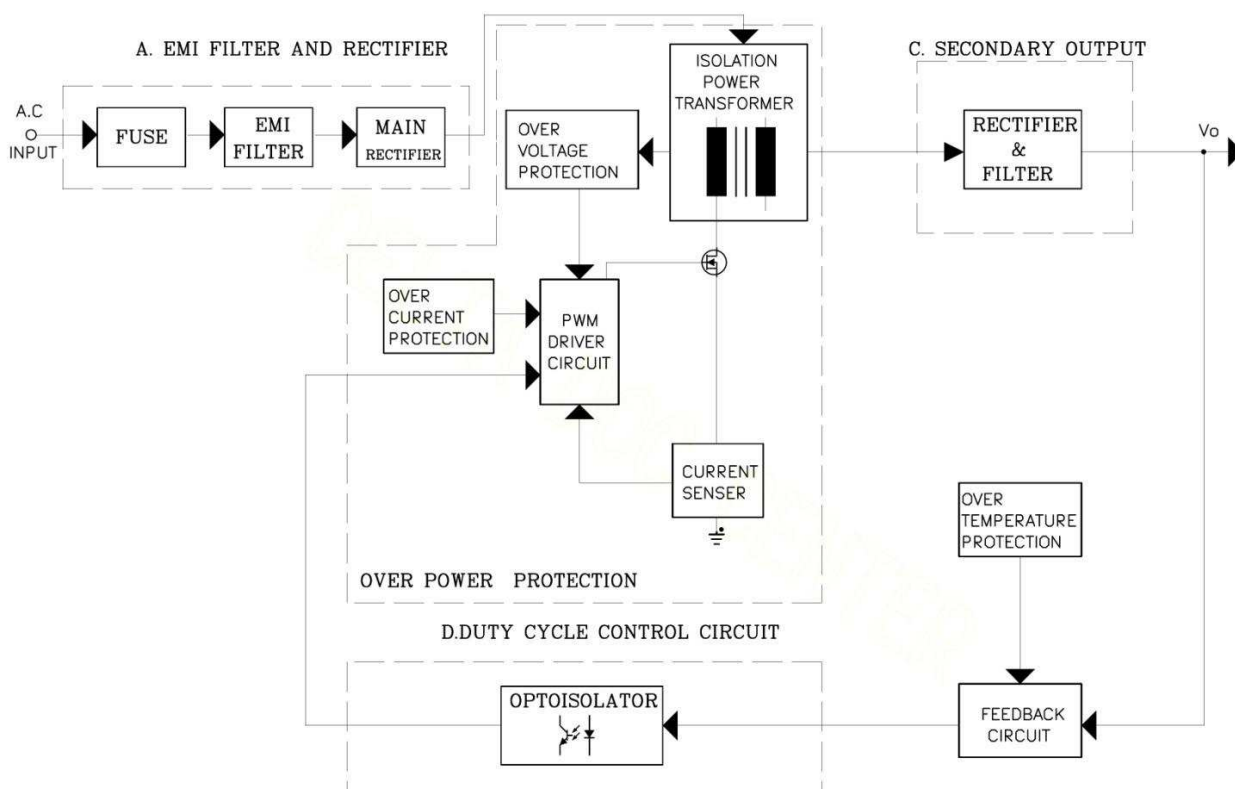 A. EMI FILTER AND RECTIFIER
A.C
INPUT
FUSE
EMI
FILTER
MAIN
RECTIFIER
ISOLATION
POWER
TRANSFORMER
OVER
VOLTAGE
PROTECTION
C. SECONDARY OUTPUT
RECTIFIER
&
FILTER
Vo
OVER
CURRENT
PROTECTION
PWM
DRIVER
CIRCUIT
CURRENT
SENSER
OVER POWER PROTECTION
OVER
TEMPERATURE
PROTECTION
D.DUTY CYCLE CONTROL CIRCUIT
OPTOISOLATOR
FEEDBACK
CIRCUIT